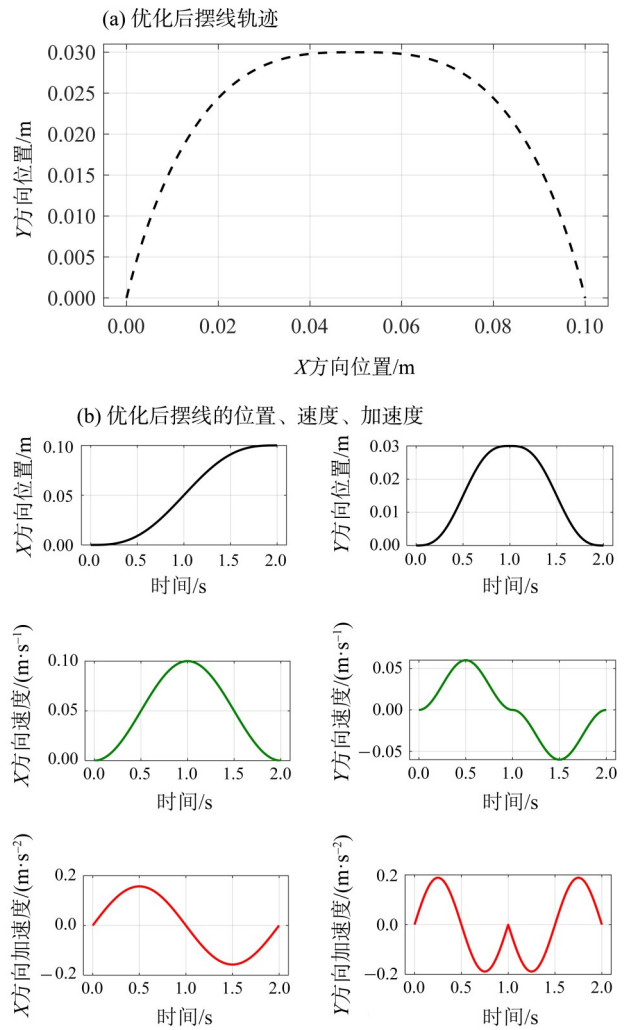 (a) 优化后摆线轨迹
0.030
0.025
0.020
0.015
0.010
0.005
0.000
Y方向位置/m
0.00 0.02 0.04 0.06 0.08 0.10
X方向位置/m
(b) 优化后摆线的位置、速度、加速度
X方向位置/m
0.10
0.05
0.00
0.0 0.5 1.0 1.5 2.0
时间/s
Y方向位置/m
0.03
0.02
0.01
0.00
0.0 0.5 1.0 1.5 2.0
时间/s
X方向速度/(m·s⁻¹)
0.10
0.05
0.00
0.0 0.5 1.0 1.5 2.0
时间/s
Y方向速度/(m·s⁻¹)
0.05
0.00
−0.05
0.0 0.5 1.0 1.5 2.0
时间/s
X方向加速度/(m·s⁻²)
0.2
0.0
−0.2
0.0 0.5 1.0 1.5 2.0
时间/s
Y方向加速度/(m·s⁻²)
0.2
0.0
−0.2
0.0 0.5 1.0 1.5 2.0
时间/s